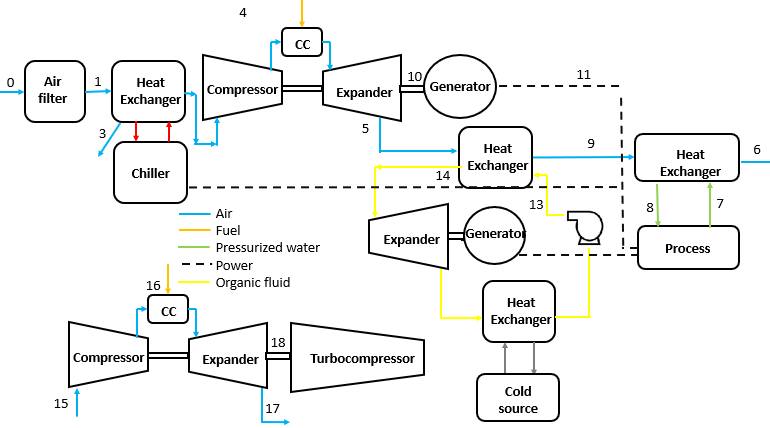 4
CC
0
Air
filter
1
Heat
Exchanger
Compressor
Expander
10
Generator
11
3
Chiller
5
Heat
Exchanger
9
Heat
Exchanger
6
14
13
8
7
Air
Fuel
Pressurized water
Power
Organic fluid
Expander
Generator
Process
16
CC
Compressor
Expander
18
Turbocompressor
15
17
Heat
Exchanger
Cold
source